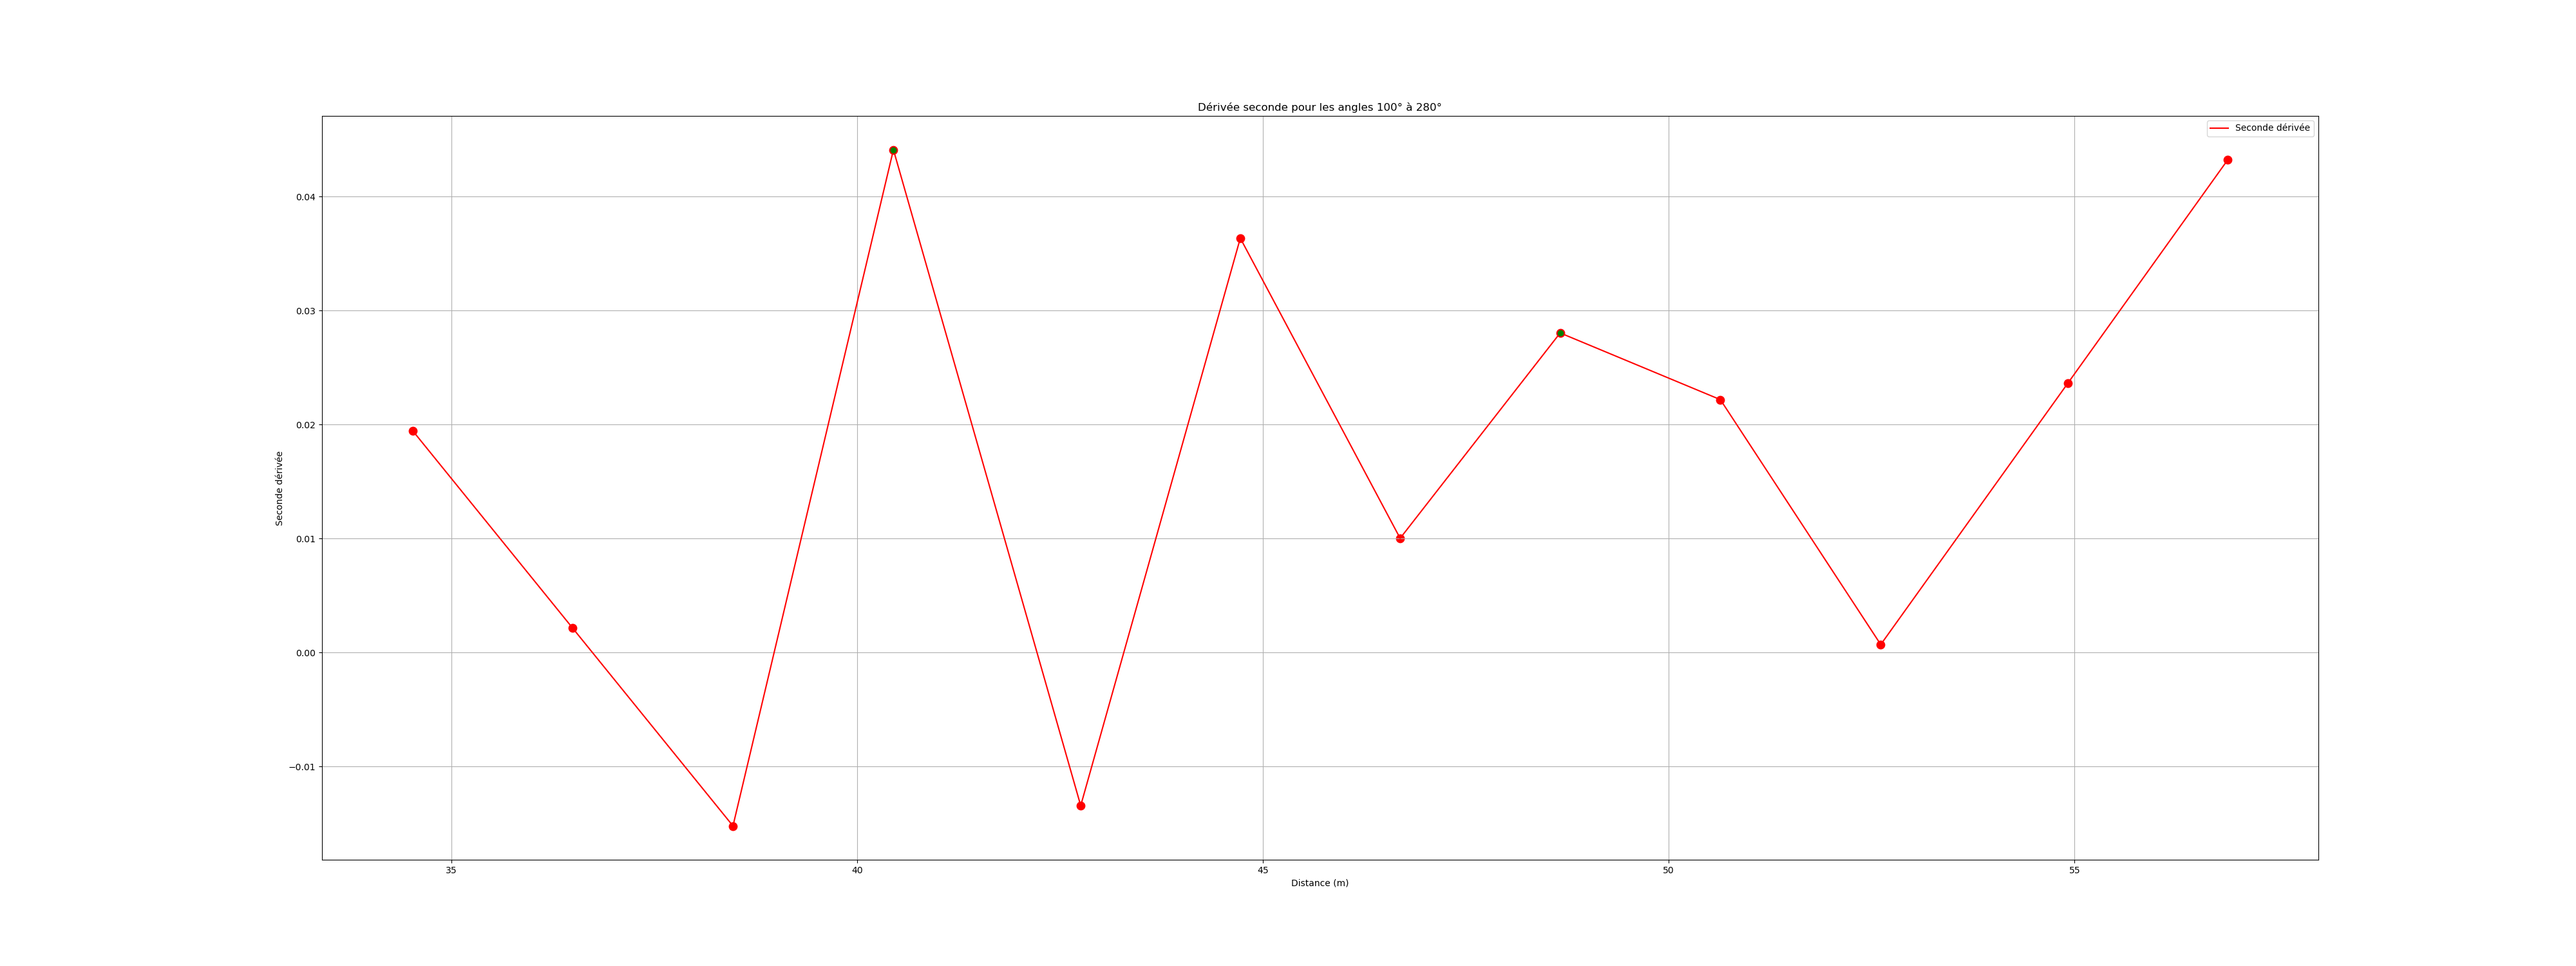 Dérivée seconde pour les angles 100° à 280°
Seconde dérivée
0.04
0.03
0.02
0.01
0.00
−0.01
Seconde dérivée
35
40
45
50
55
Distance (m)